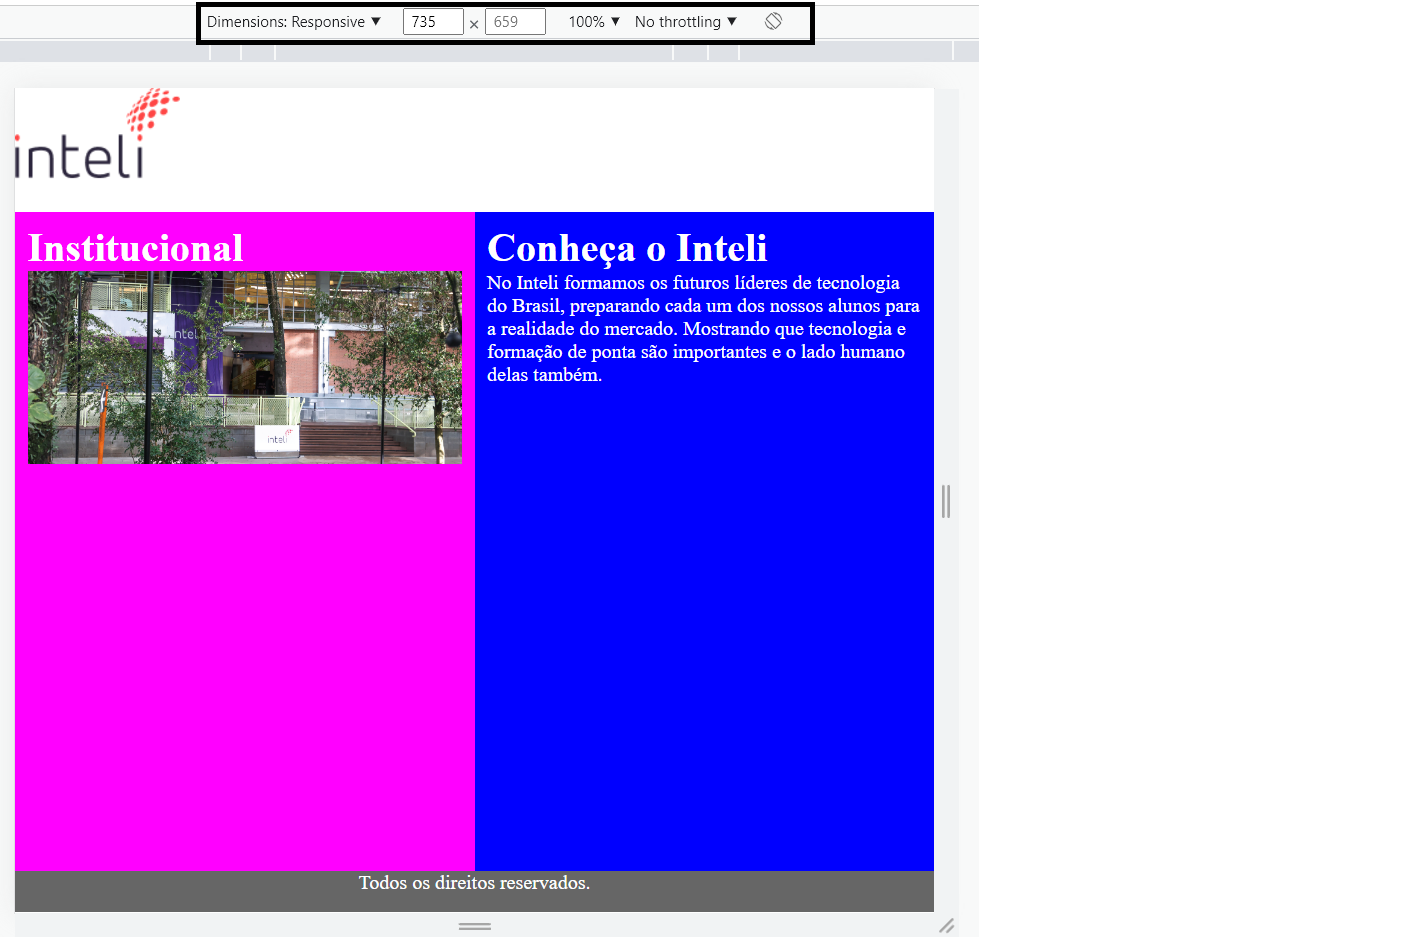 Dimensions: Responsive ▼ 735 × 659 100% ▼ No throttling ▼
inteli
Institucional
inteli
inteli
Conheça o Inteli
No Inteli formamos os futuros líderes de tecnologia
do Brasil, preparando cada um dos nossos alunos para
a realidade do mercado. Mostrando que tecnologia e
formação de ponta são importantes e o lado humano
delas também.
Todos os direitos reservados.